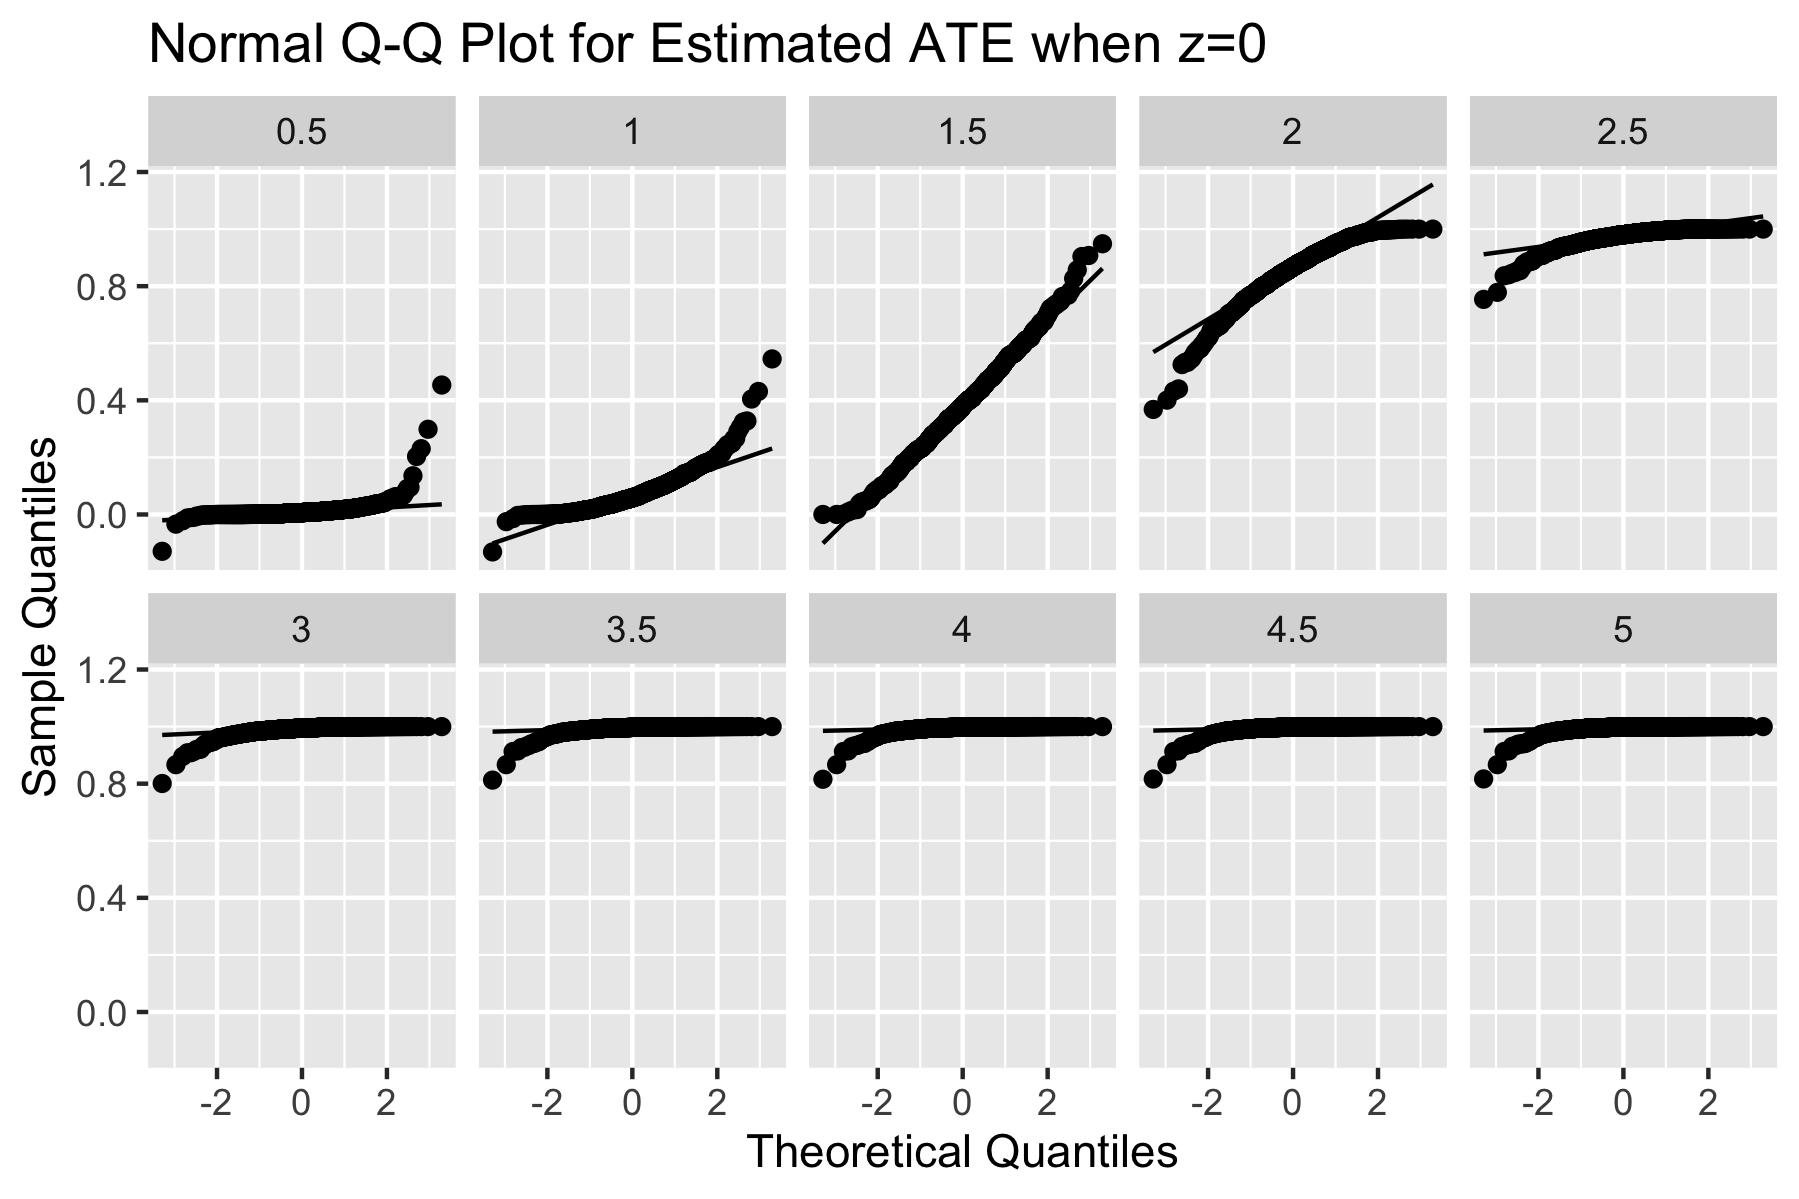 Normal Q-Q Plot for Estimated ATE when z=0
0.5 1 1.5 2 2.5
1.2
0.8
0.4
0.0
3 3.5 4 4.5 5
1.2
0.8
0.4
0.0
-2 0 2 -2 0 2 -2 0 2 -2 0 2 -2 0 2
Theoretical Quantiles
Sample Quantiles